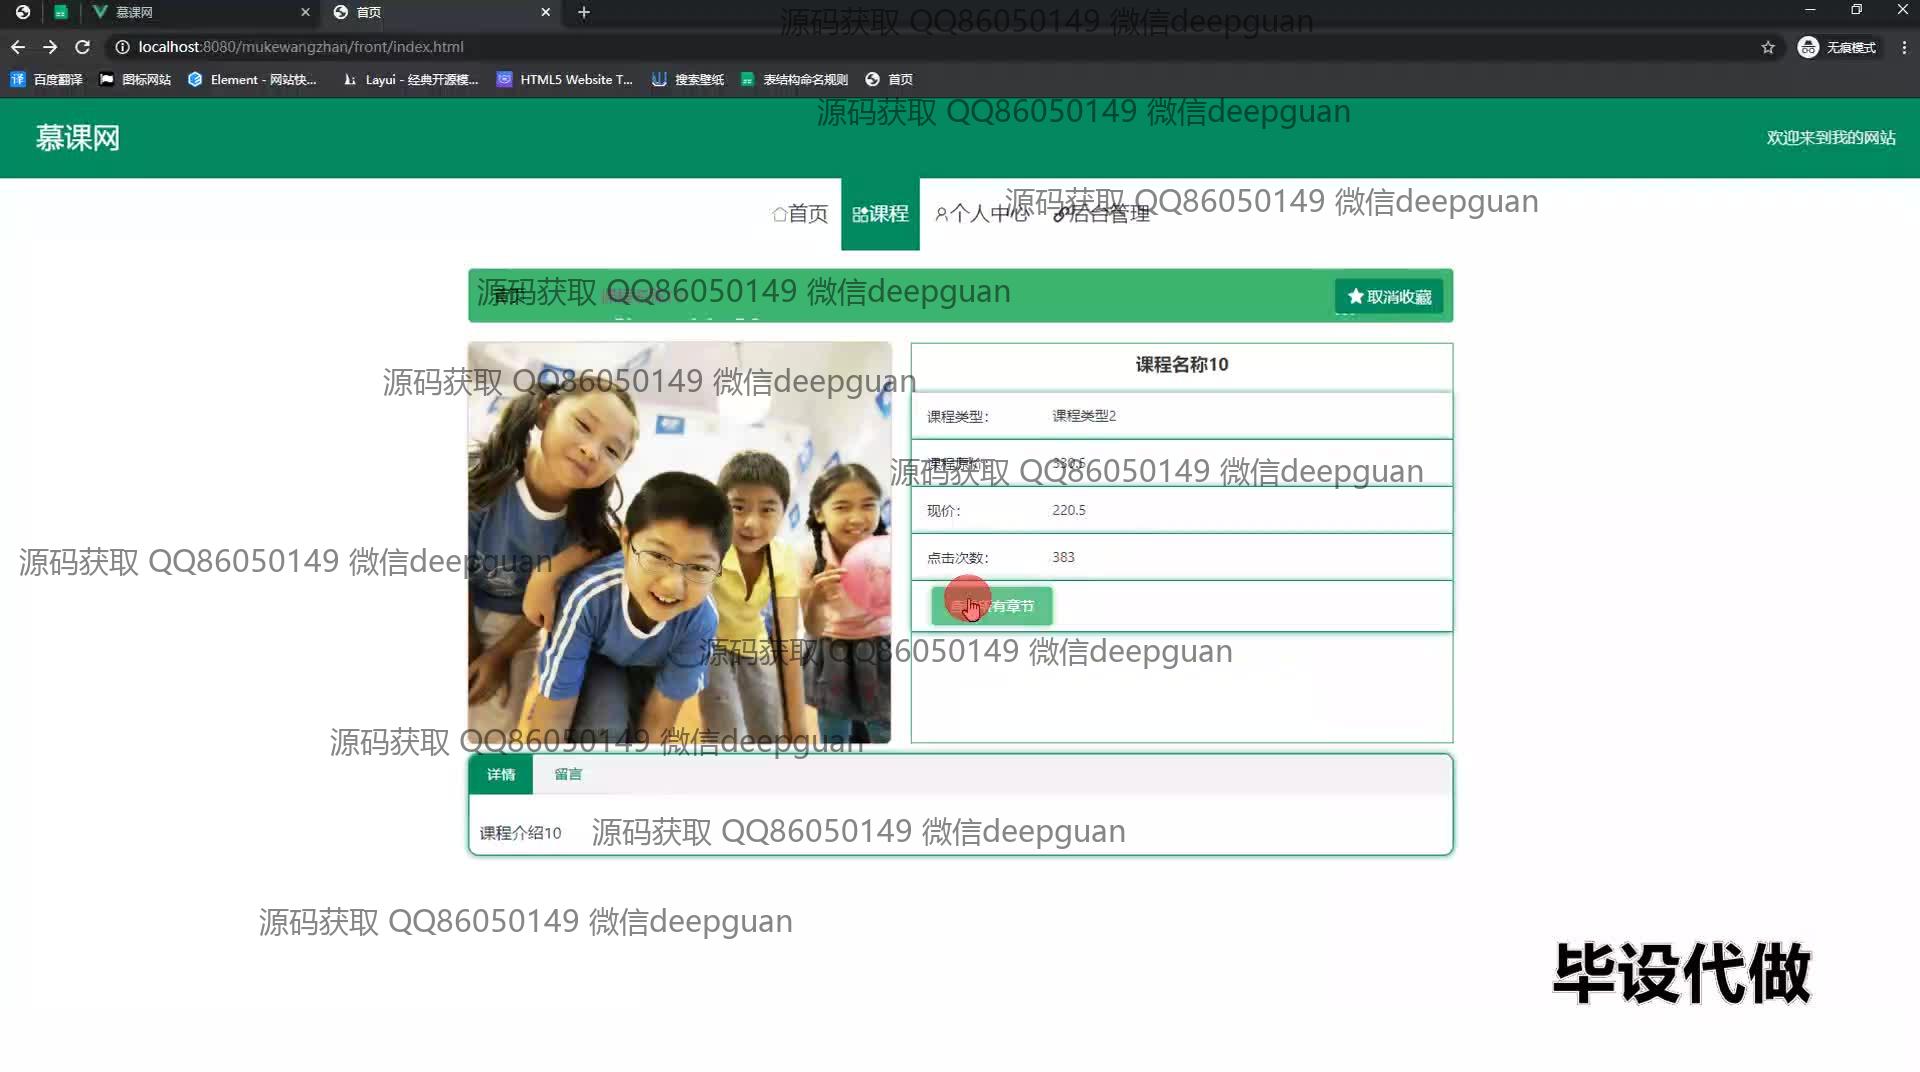 慕课网
首页
localhost:8080/mukewangzhan/front/index.html
无痕模式
百度翻译
图标网站
Element - 网站快...
Layui - 经典开源模...
HTML5 Website T...
搜索壁纸
表结构命名规则
首页
源码获取 QQ86050149 微信deepguan
慕课网
源码获取 QQ86050149 微信deepguan
欢迎来到我的网站
首页
课程
个人中心
后台管理
源码获取 QQ86050149 微信deepguan
首页
源码获取 QQ86050149 微信deepguan
取消收藏
课程名称10
源码获取 QQ86050149 微信deepguan
课程类型：
课程类型2
课程原价：
330.5
源码获取 QQ86050149 微信deepguan
现价：
220.5
点击次数：
383
源码获取 QQ86050149 微信deepguan
有章节
源码获取 QQ86050149 微信deepguan
源码获取 QQ86050149 微信deepguan
详情
留言
课程介绍10
源码获取 QQ86050149 微信deepguan
源码获取 QQ86050149 微信deepguan
毕设代做